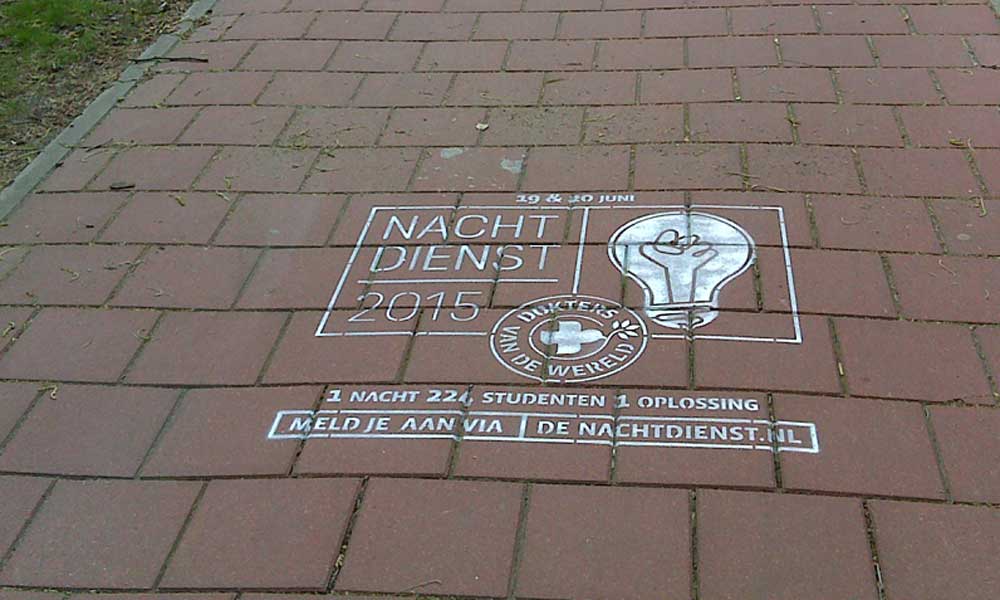 19 & 20 JUNI
NACHT
DIENST
2015
DOKTERS
VAN DE WERELD
1 NACHT 224 STUDENTEN 1 OPLOSSING
MELD JE AAN VIA DE NACHTDIENST.NL